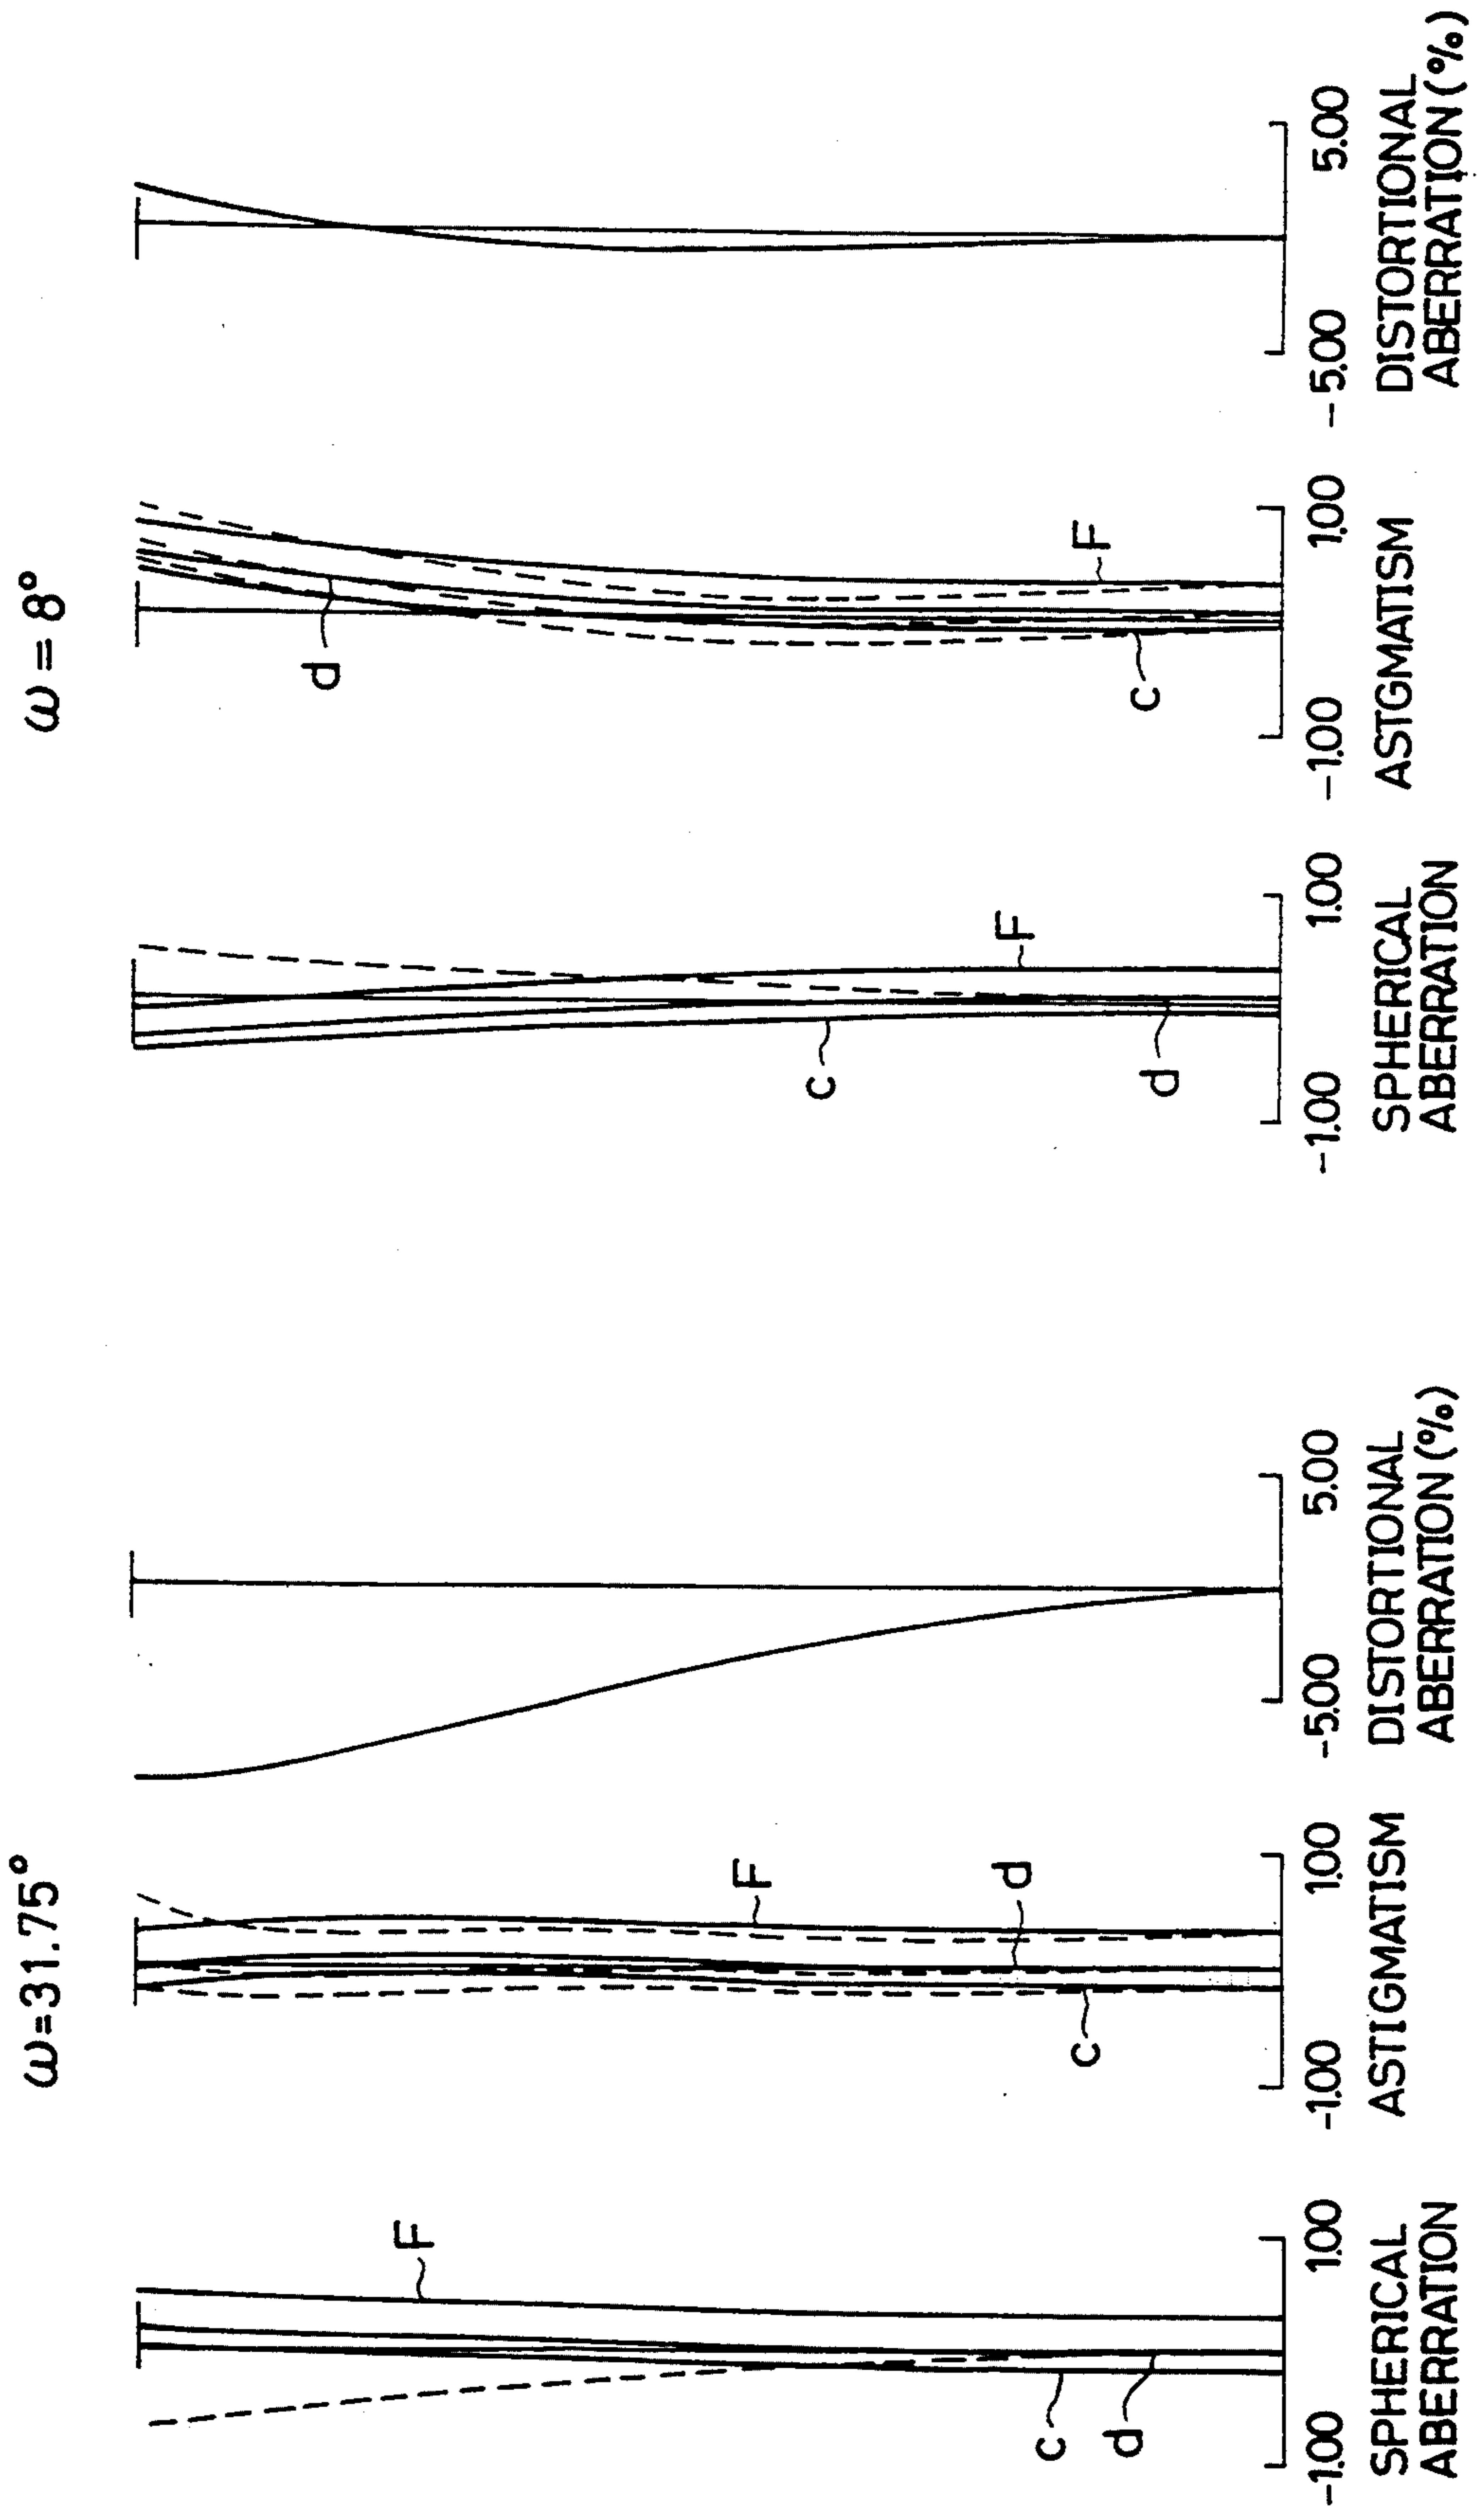 ω=31.75°
F
c
d
-1.00 1.00
SPHERICAL
ABERRATION
F
d
c
-1.00 1.00
ASTIGMATISM
-5.00 5.00
DISTORTIONAL
ABERRATION (%)
ω = 8°
F
c
d
-1.00 1.00
SPHERICAL
ABERRATION
d
F
c
-1.00 1.00
ASTGMATISM
-5.00 5.00
DISTORTIONAL
ABERRATION (%)